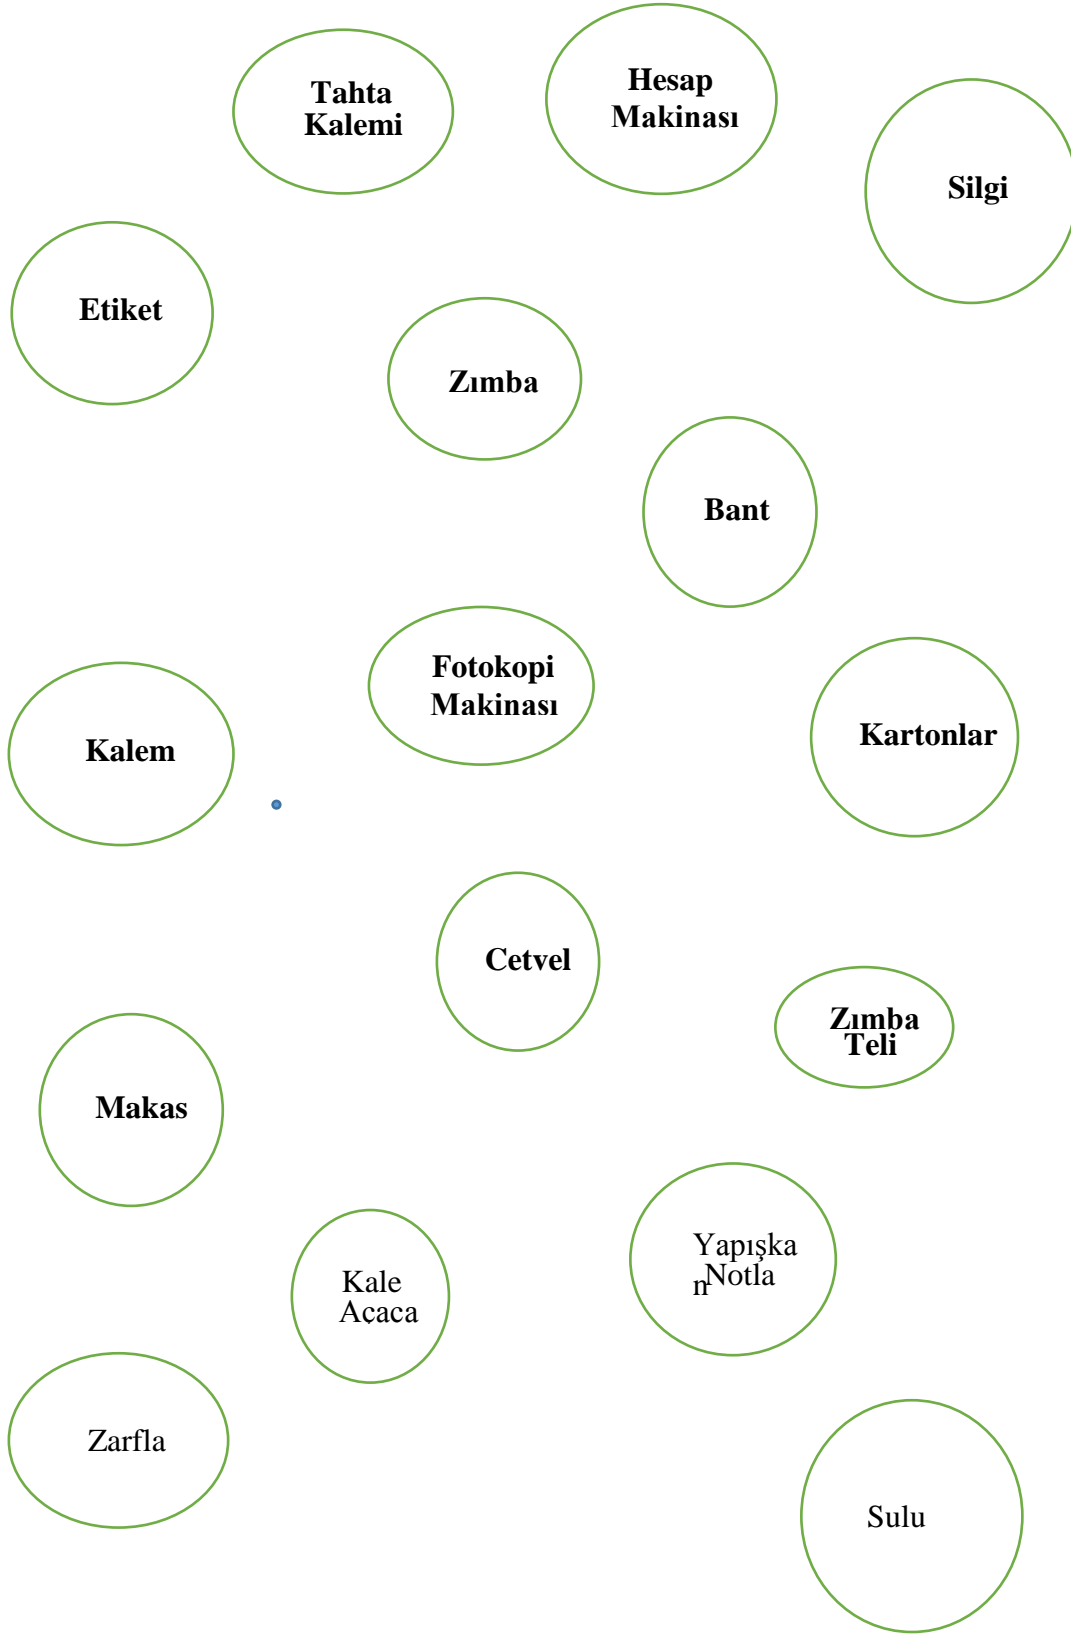 Tahta
Kalemi
Hesap
Makinası
Silgi
Etiket
Zımba
Bant
Fotokopi
Makinası
Kartonlar
Kalem
Cetvel
Zımba
Teli
Makas
Yapışka
n Notla
Kale
Açaca
Zarfla
Sulu